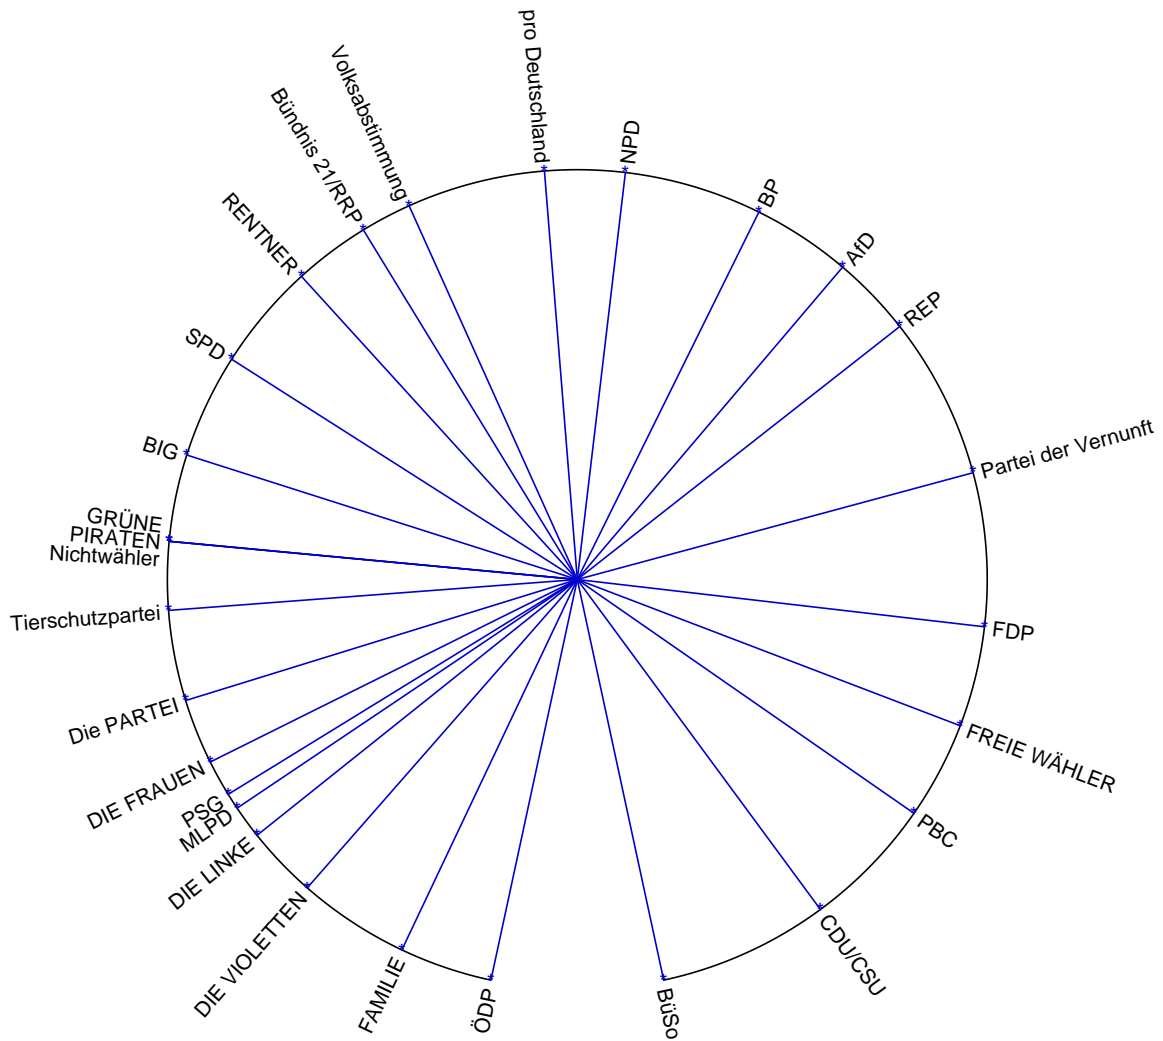 pro Deutschland
NPD
BP
AfD
REP
Partei der Vernunft
FDP
FREIE WÄHLER
PBC
CDU/CSU
BüSo
ÖDP
FAMILIE
DIE VIOLETTEN
DIE LINKE
MLPD
PSG
DIE FRAUEN
Die PARTEI
Tierschutzpartei
Nichtwähler
PIRATEN
GRÜNE
BIG
SPD
RENTNER
Bündnis 21/RRP
Volksabstimmung